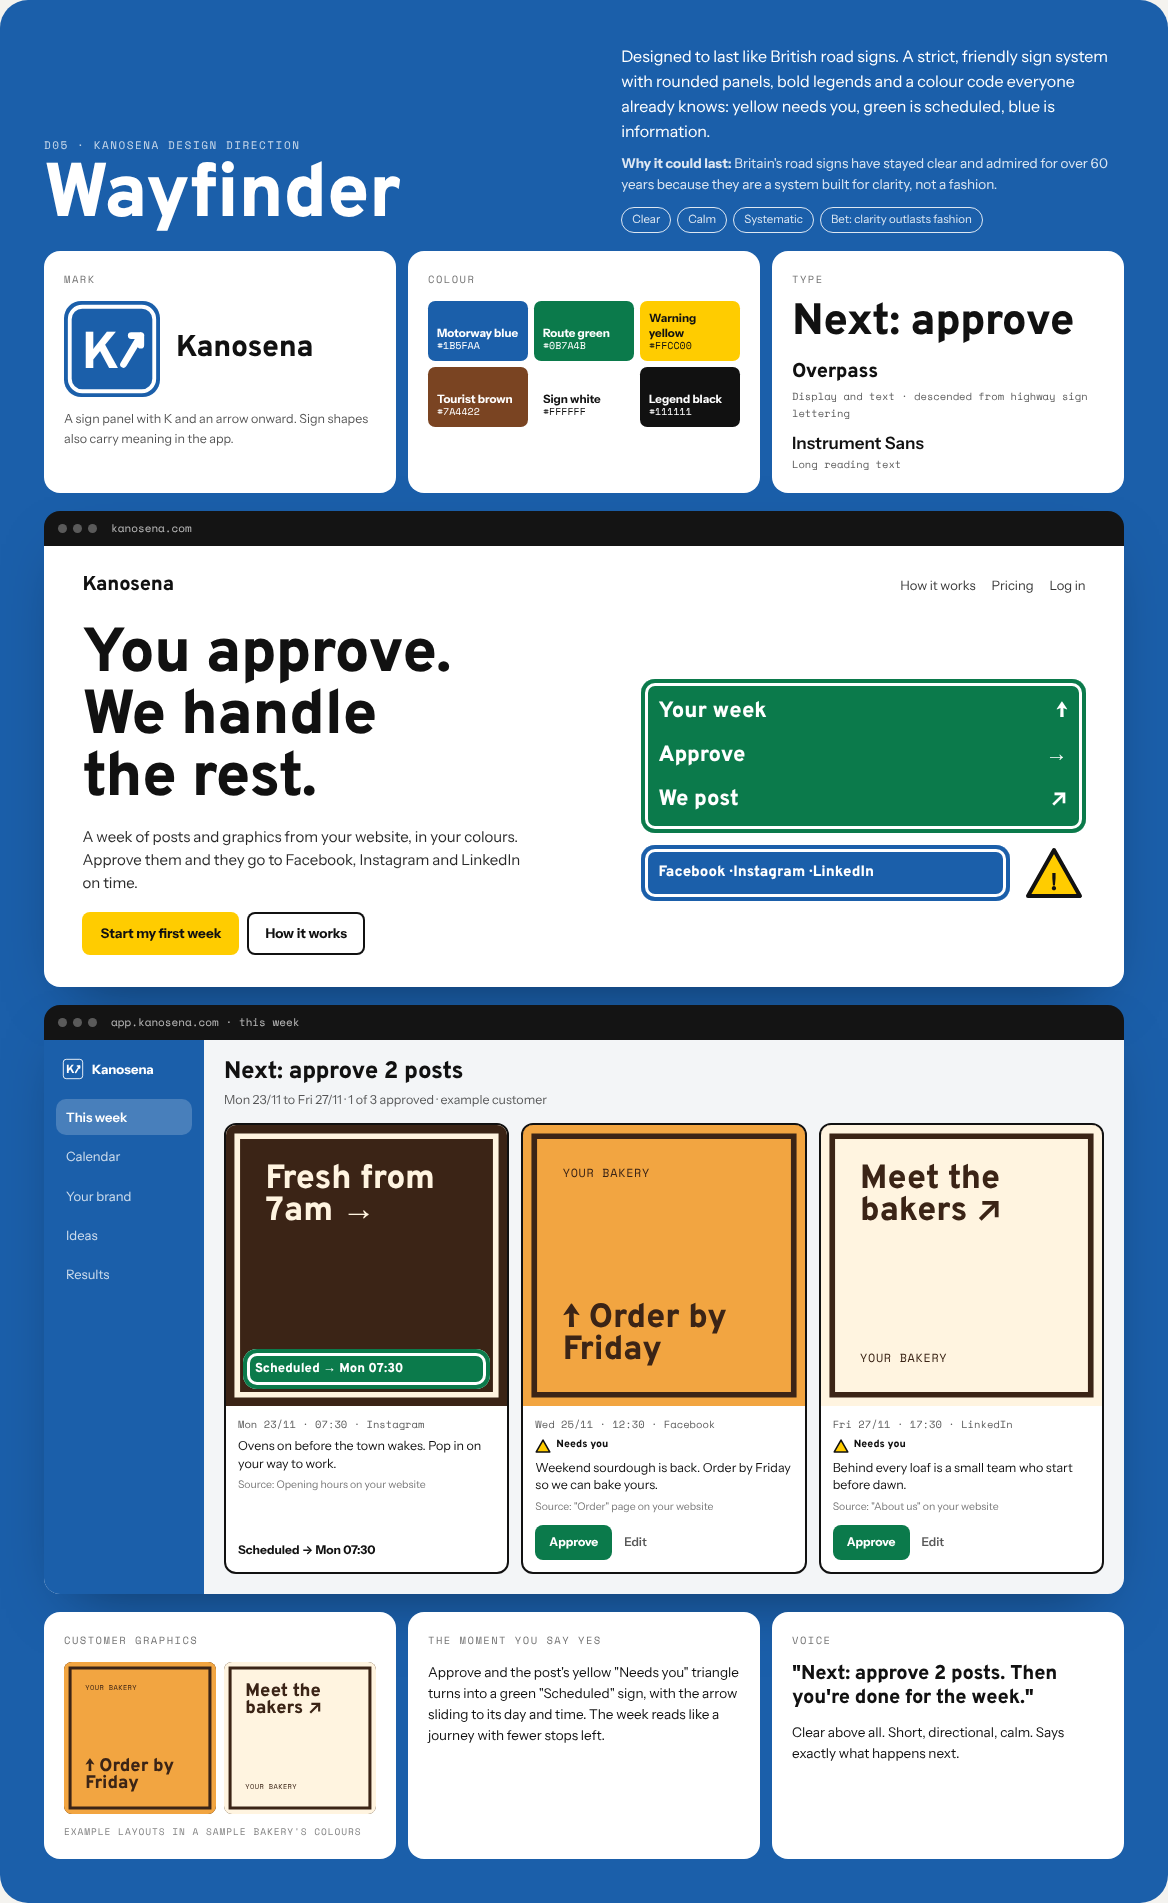 Designed to last like British road signs. A strict, friendly sign system
with rounded panels, bold legends and a colour code everyone
already knows: yellow needs you, green is scheduled, blue is
information.
D05 · KANOSENA DESIGN DIRECTION
Wayfinder
Why it could last: Britain's road signs have stayed clear and admired for over 60
years because they are a system built for clarity, not a fashion.
Clear
Calm
Systematic
Bet: clarity outlasts fashion
MARK
K↗
Kanosena
A sign panel with K and an arrow onward. Sign shapes
also carry meaning in the app.
COLOUR
Motorway blue
#1B5FAA
Route green
#0B7A4B
Warning
yellow
#FFCC00
Tourist brown
#7A4422
Sign white
#FFFFFF
Legend black
#111111
TYPE
Next: approve
Overpass
Display and text · descended from highway sign
lettering
Instrument Sans
Long reading text
kanosena.com
Kanosena
How it works
Pricing
Log in
You approve.
We handle
the rest.
A week of posts and graphics from your website, in your colours.
Approve them and they go to Facebook, Instagram and LinkedIn
on time.
Start my first week
How it works
Your week ↑
Approve →
We post ↗
Facebook ·Instagram ·LinkedIn
!
app.kanosena.com · this week
K↗ Kanosena
This week
Calendar
Your brand
Ideas
Results
Next: approve 2 posts
Mon 23/11 to Fri 27/11 · 1 of 3 approved · example customer
Fresh from
7am →
Scheduled → Mon 07:30
Mon 23/11 · 07:30 · Instagram
Ovens on before the town wakes. Pop in on
your way to work.
Source: Opening hours on your website
Scheduled → Mon 07:30
YOUR BAKERY
↑ Order by
Friday
Wed 25/11 · 12:30 · Facebook
Needs you
Weekend sourdough is back. Order by Friday
so we can bake yours.
Source: "Order" page on your website
Approve
Edit
Meet the
bakers ↗
YOUR BAKERY
Fri 27/11 · 17:30 · LinkedIn
Needs you
Behind every loaf is a small team who start
before dawn.
Source: "About us" on your website
Approve
Edit
CUSTOMER GRAPHICS
YOUR BAKERY
↑ Order by
Friday
Meet the
bakers ↗
YOUR BAKERY
EXAMPLE LAYOUTS IN A SAMPLE BAKERY'S COLOURS
THE MOMENT YOU SAY YES
Approve and the post's yellow "Needs you" triangle
turns into a green "Scheduled" sign, with the arrow
sliding to its day and time. The week reads like a
journey with fewer stops left.
VOICE
"Next: approve 2 posts. Then
you're done for the week."
Clear above all. Short, directional, calm. Says
exactly what happens next.